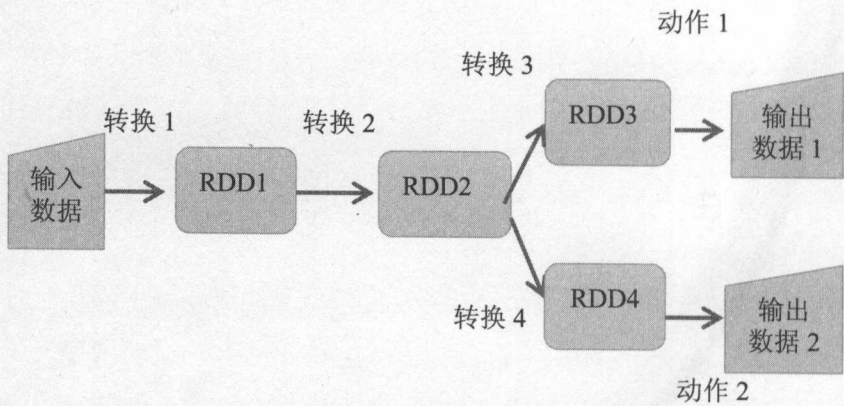 动作 1
转换 3
转换 1
转换 2
RDD3
输出
数据 1
输入
数据
RDD1
RDD2
转换 4
RDD4
输出
数据 2
动作 2